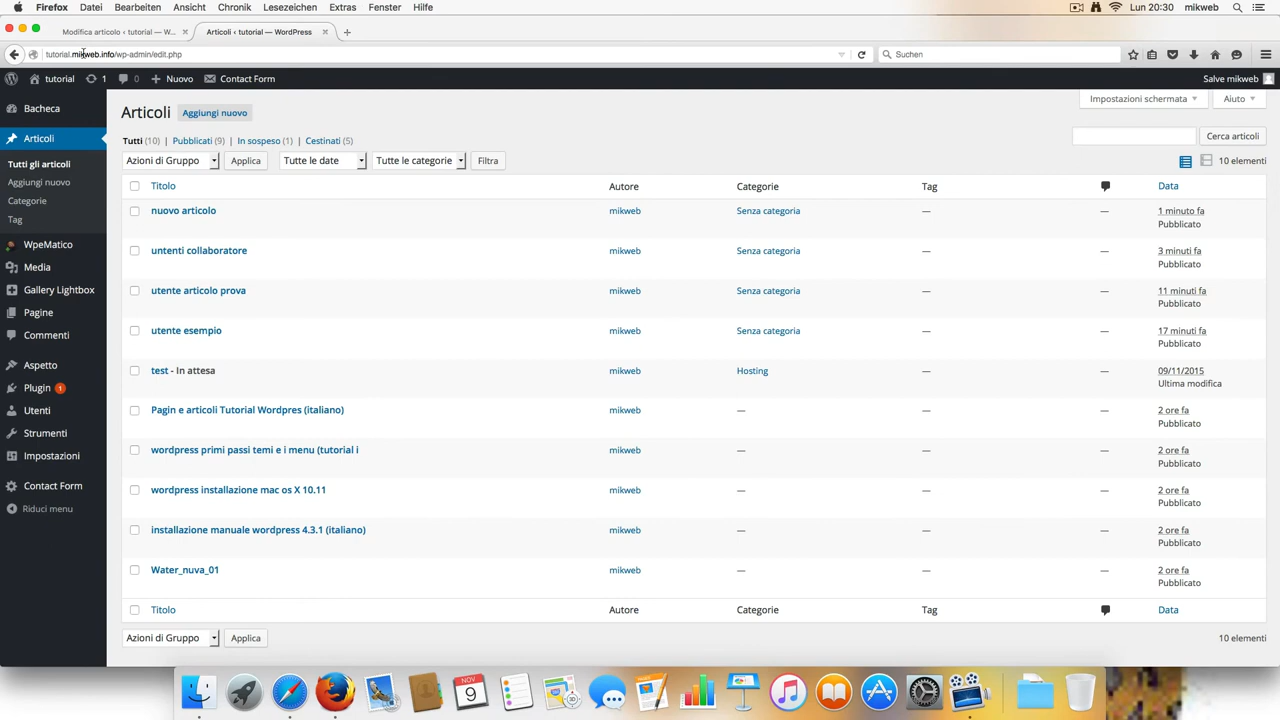 Firefox Datei Bearbeiten Ansicht Chronik Lesezeichen Extras Fenster Hilfe Lun 20:30 mikweb
Modifica articolo ‹ tutorial — W... Articoli ‹ tutorial — WordPress
tutorial.mikweb.info/wp-admin/edit.php Suchen
tutorial 1 0 Nuovo Contact Form Salve mikweb
Bacheca
Articoli
Tutti gli articoli
Aggiungi nuovo
Categorie
Tag
WpeMatico
Media
Gallery Lightbox
Pagine
Commenti
Aspetto
Plugin 1
Utenti
Strumenti
Impostazioni
Contact Form
Riduci menu
Impostazioni schermata Aiuto
Articoli Aggiungi nuovo
Tutti (10) | Pubblicati (9) | In sospeso (1) | Cestinati (5) Cerca articoli
Azioni di Gruppo Applica Tutte le date Tutte le categorie Filtra 10 elementi
Titolo Autore Categorie Tag Data
nuovo articolo mikweb Senza categoria — — 1 minuto fa
Pubblicato
untenti collaboratore mikweb Senza categoria — — 3 minuti fa
Pubblicato
utente articolo prova mikweb Senza categoria — — 11 minuti fa
Pubblicato
utente esempio mikweb Senza categoria — — 17 minuti fa
Pubblicato
test - In attesa mikweb Hosting — — 09/11/2015
Ultima modifica
Pagin e articoli Tutorial Wordpres (italiano) mikweb — — — 2 ore fa
Pubblicato
wordpress primi passi temi e i menu (tutorial i mikweb — — — 2 ore fa
Pubblicato
wordpress installazione mac os X 10.11 mikweb — — — 2 ore fa
Pubblicato
installazione manuale wordpress 4.3.1 (italiano) mikweb — — — 2 ore fa
Pubblicato
Water_nuva_01 mikweb — — — 2 ore fa
Pubblicato
Titolo Autore Categorie Tag Data
Azioni di Gruppo Applica 10 elementi
NOV
9